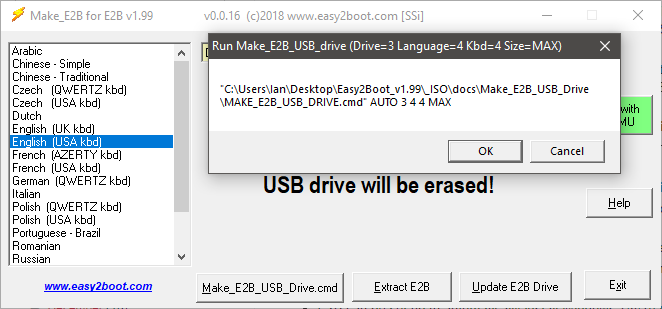 Make_E2B for E2B v1.99 v0.0.16 (c)2018 www.easy2boot.com [SSi]
Run Make_E2B_USB_drive (Drive=3 Language=4 Kbd=4 Size=MAX)
"C:\Users\Ian\Desktop\Easy2Boot_v1.99\_ISO\docs\Make_E2B_USB_Drive
\MAKE_E2B_USB_DRIVE.cmd" AUTO 3 4 4 MAX
OK
Cancel
Arabic
Chinese - Simple
Chinese - Traditional
Czech (QWERTZ kbd)
Czech (USA kbd)
Dutch
English (UK kbd)
English (USA kbd)
French (AZERTY kbd)
French (USA kbd)
German (QWERTZ kbd)
Italian
Polish (QWERTZ kbd)
Polish (USA kbd)
Portuguese - Brazil
Romanian
Russian
with
MU
USB drive will be erased!
Help
www.easy2boot.com
Make_E2B_USB_Drive.cmd
Extract E2B
Update E2B Drive
Exit